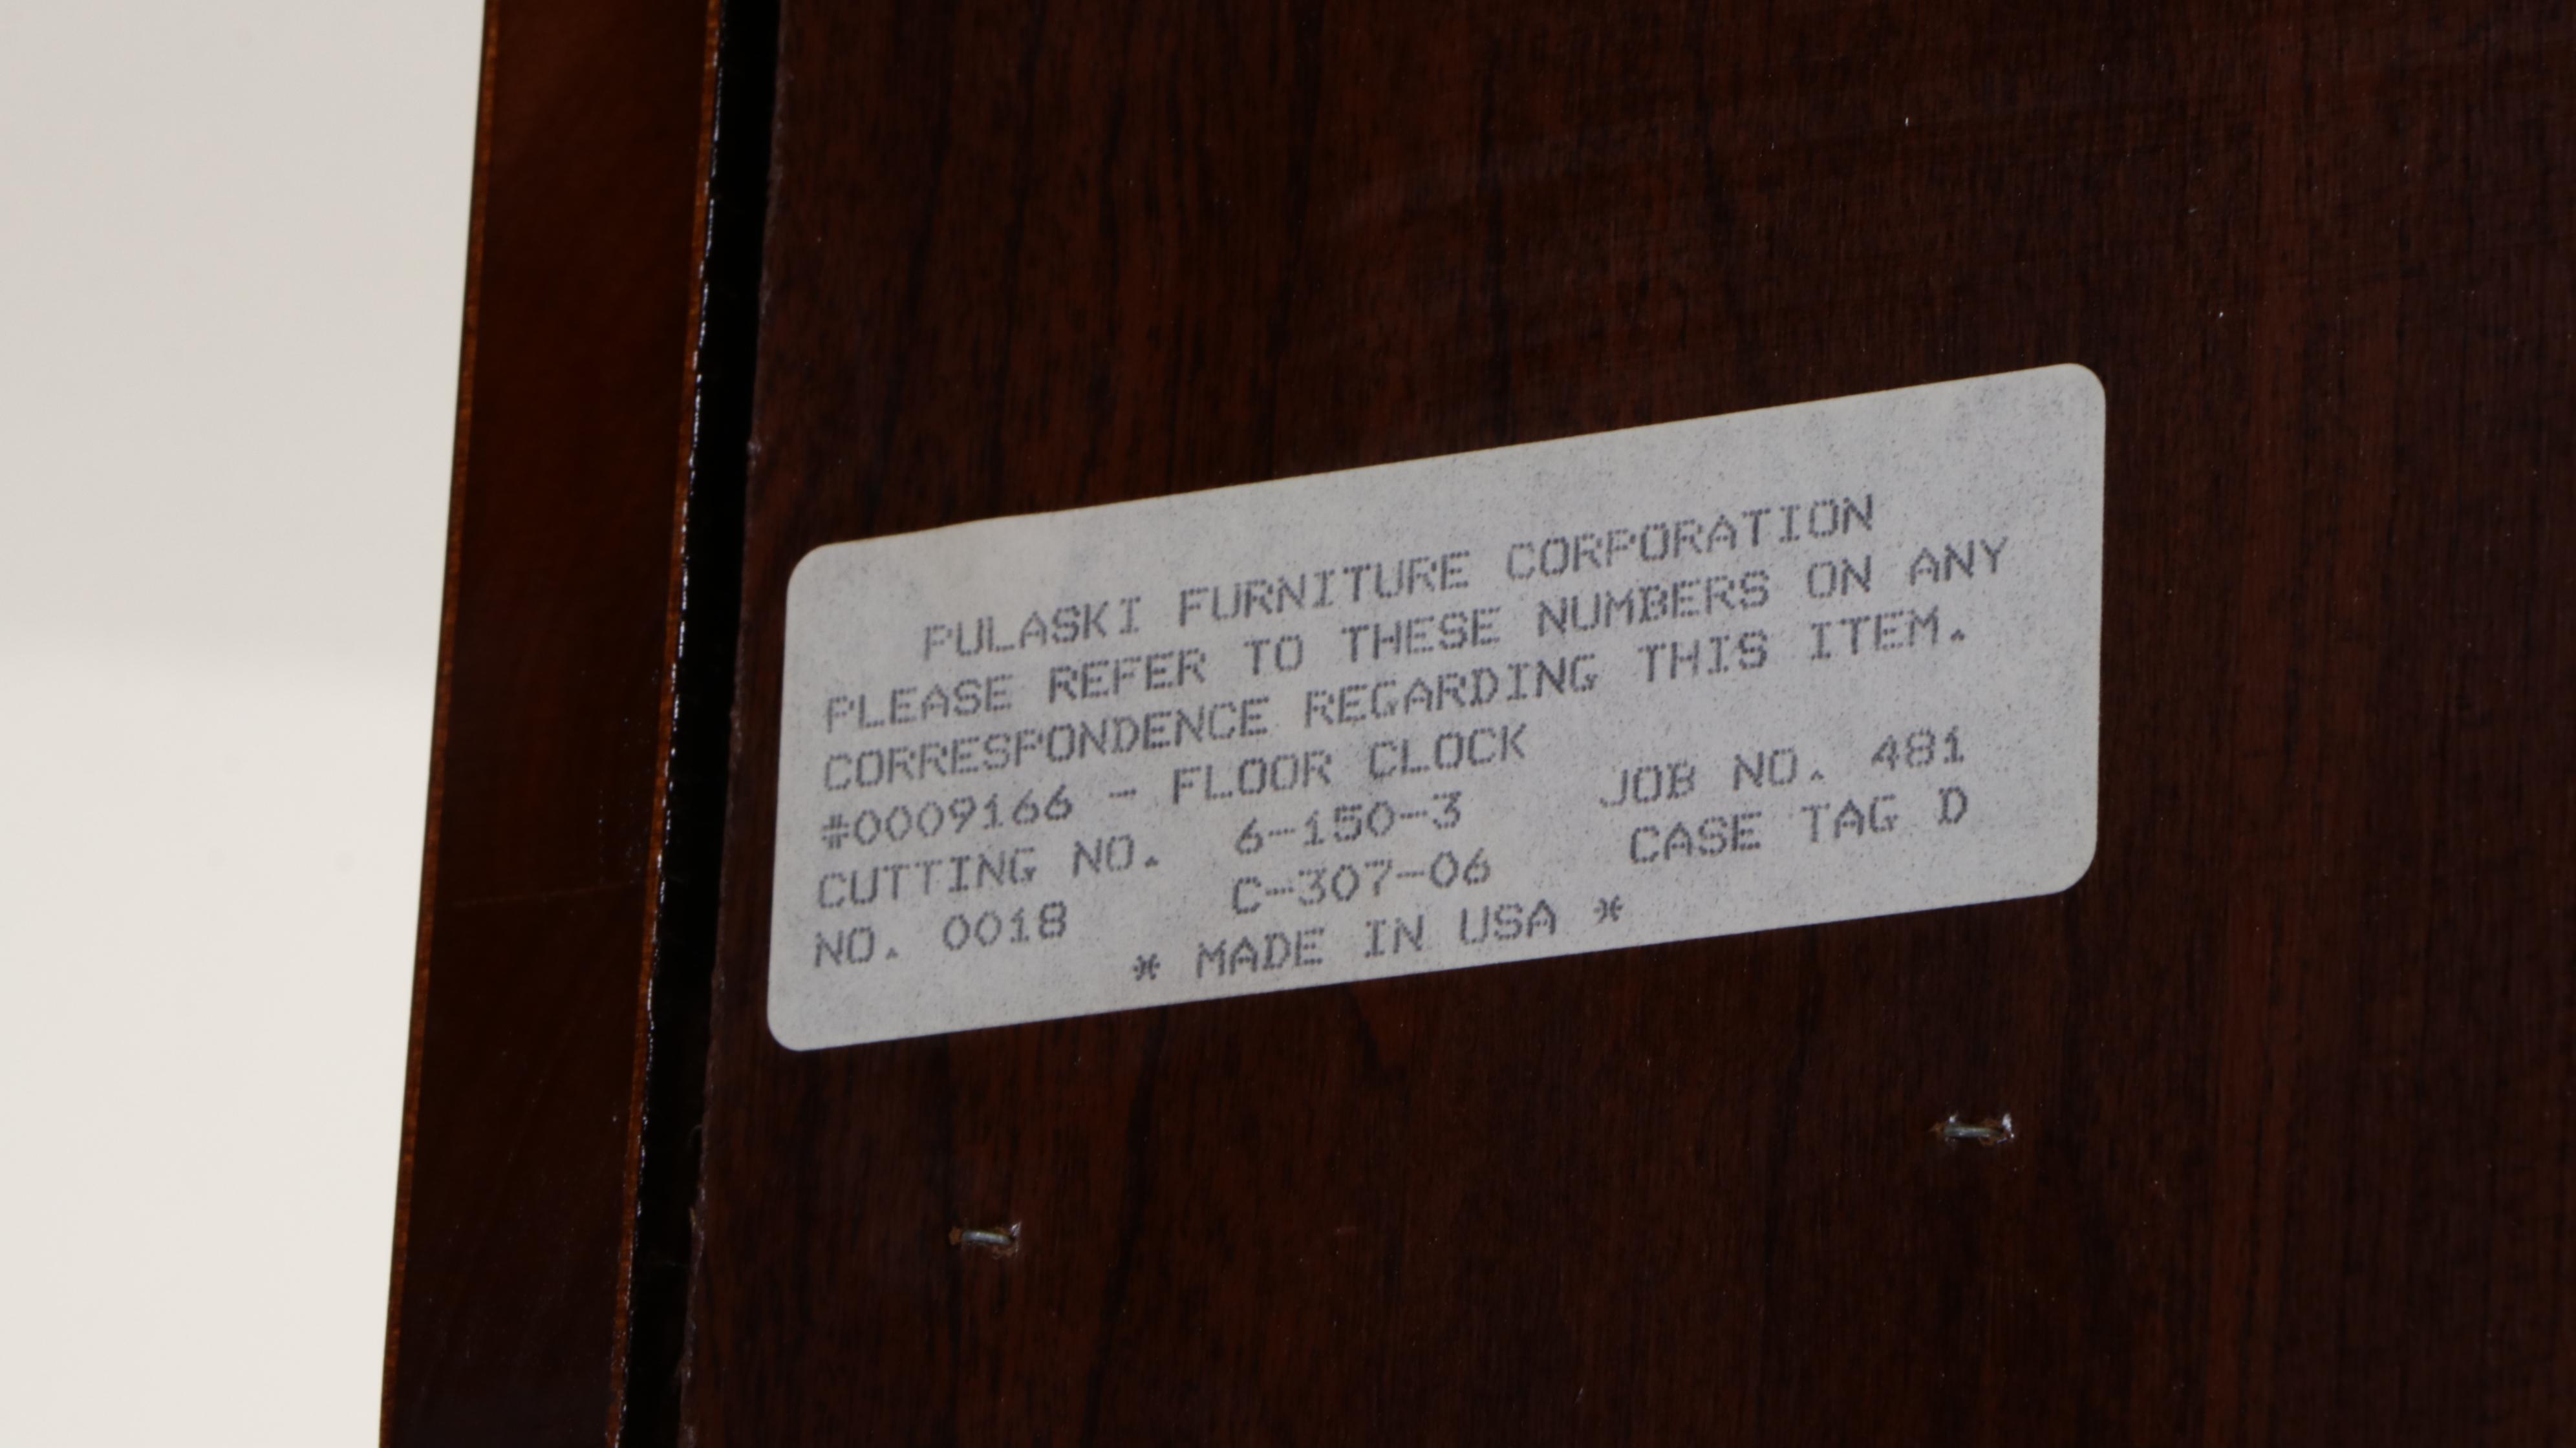 PULASKI FURNITURE CORPORATION
PLEASE REFER TO THESE NUMBERS ON ANY
CORRESPONDENCE REGARDING THIS ITEM.
#0009166 - FLOOR CLOCK
CUTTING NO. 6-150-3 JOB NO. 481
NO. 0018 C-307-06 CASE TAG D
* MADE IN USA *